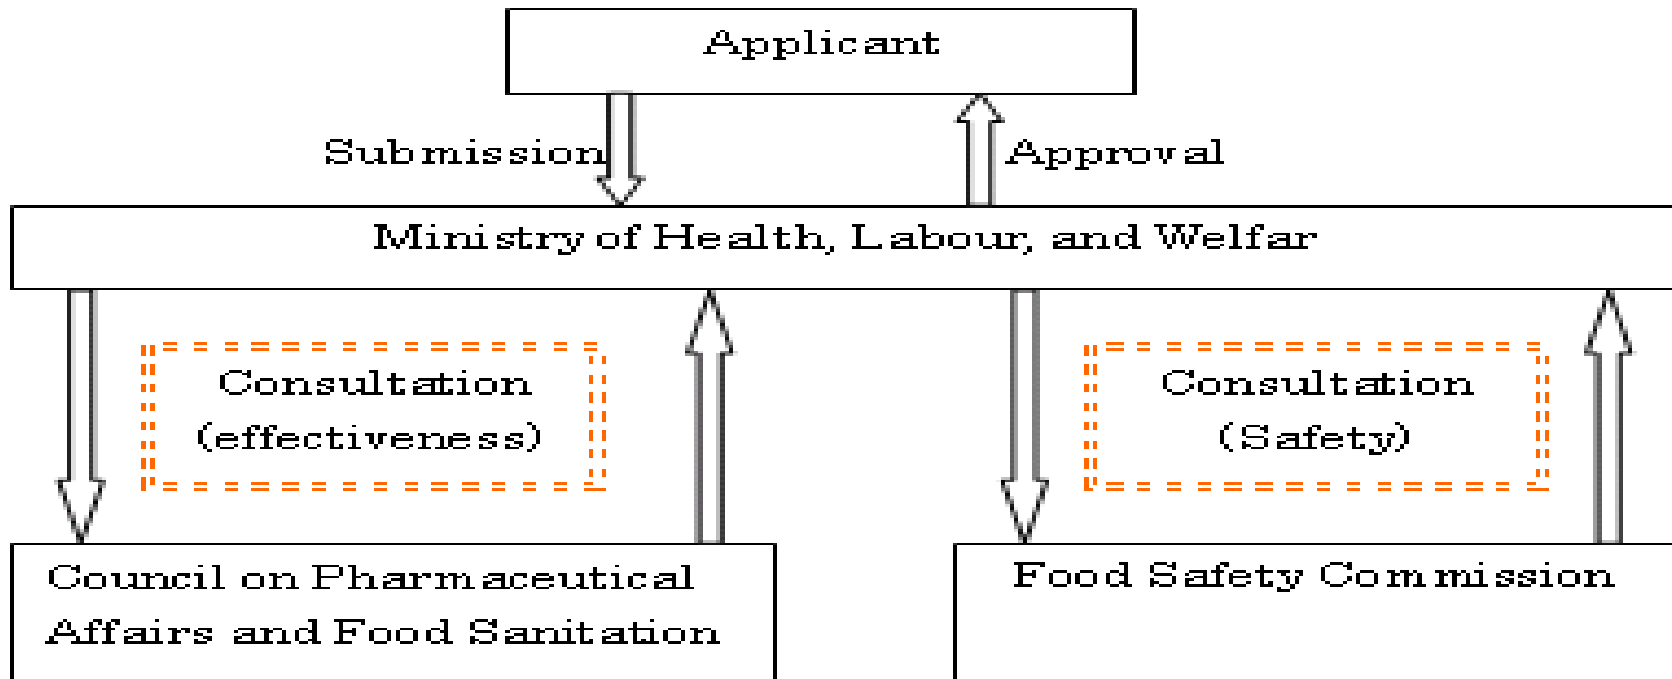 Applicant
Submission
Approval
Ministry of Health, Labour, and Welfar
Consultation
(effectiveness)
Consultation
(Safety)
Council on Pharmaceutical
Affairs and Food Sanitation
Food Safety Commission